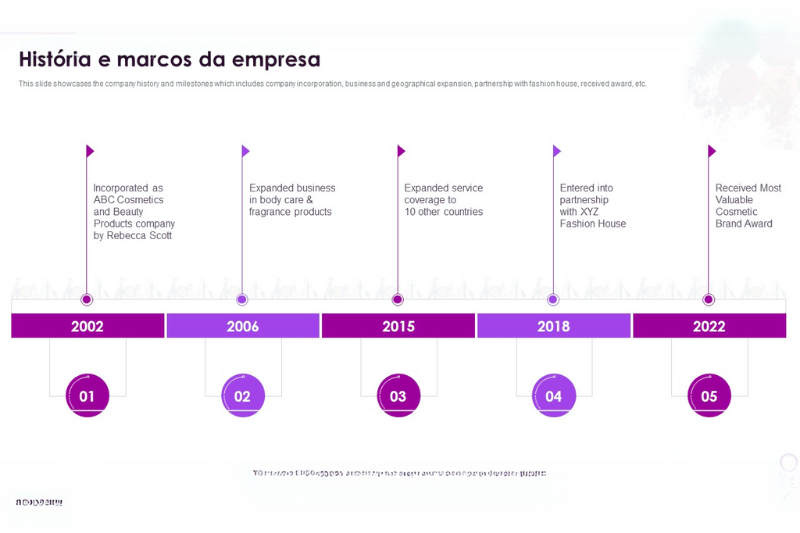 História e marcos da empresa
This slide showcases the company history and milestones which includes company incorporation, business and geographical expansion, partnership with fashion house, received award, etc.
Incorporated as
ABC Cosmetics
and Beauty
Products company
by Rebecca Scott
Expanded business
in body care &
fragrance products
Expanded service
coverage to
10 other countries
Entered into
partnership
with XYZ
Fashion House
Received Most
Valuable
Cosmetic
Brand Award
2002
2006
2015
2018
2022
01
02
03
04
05